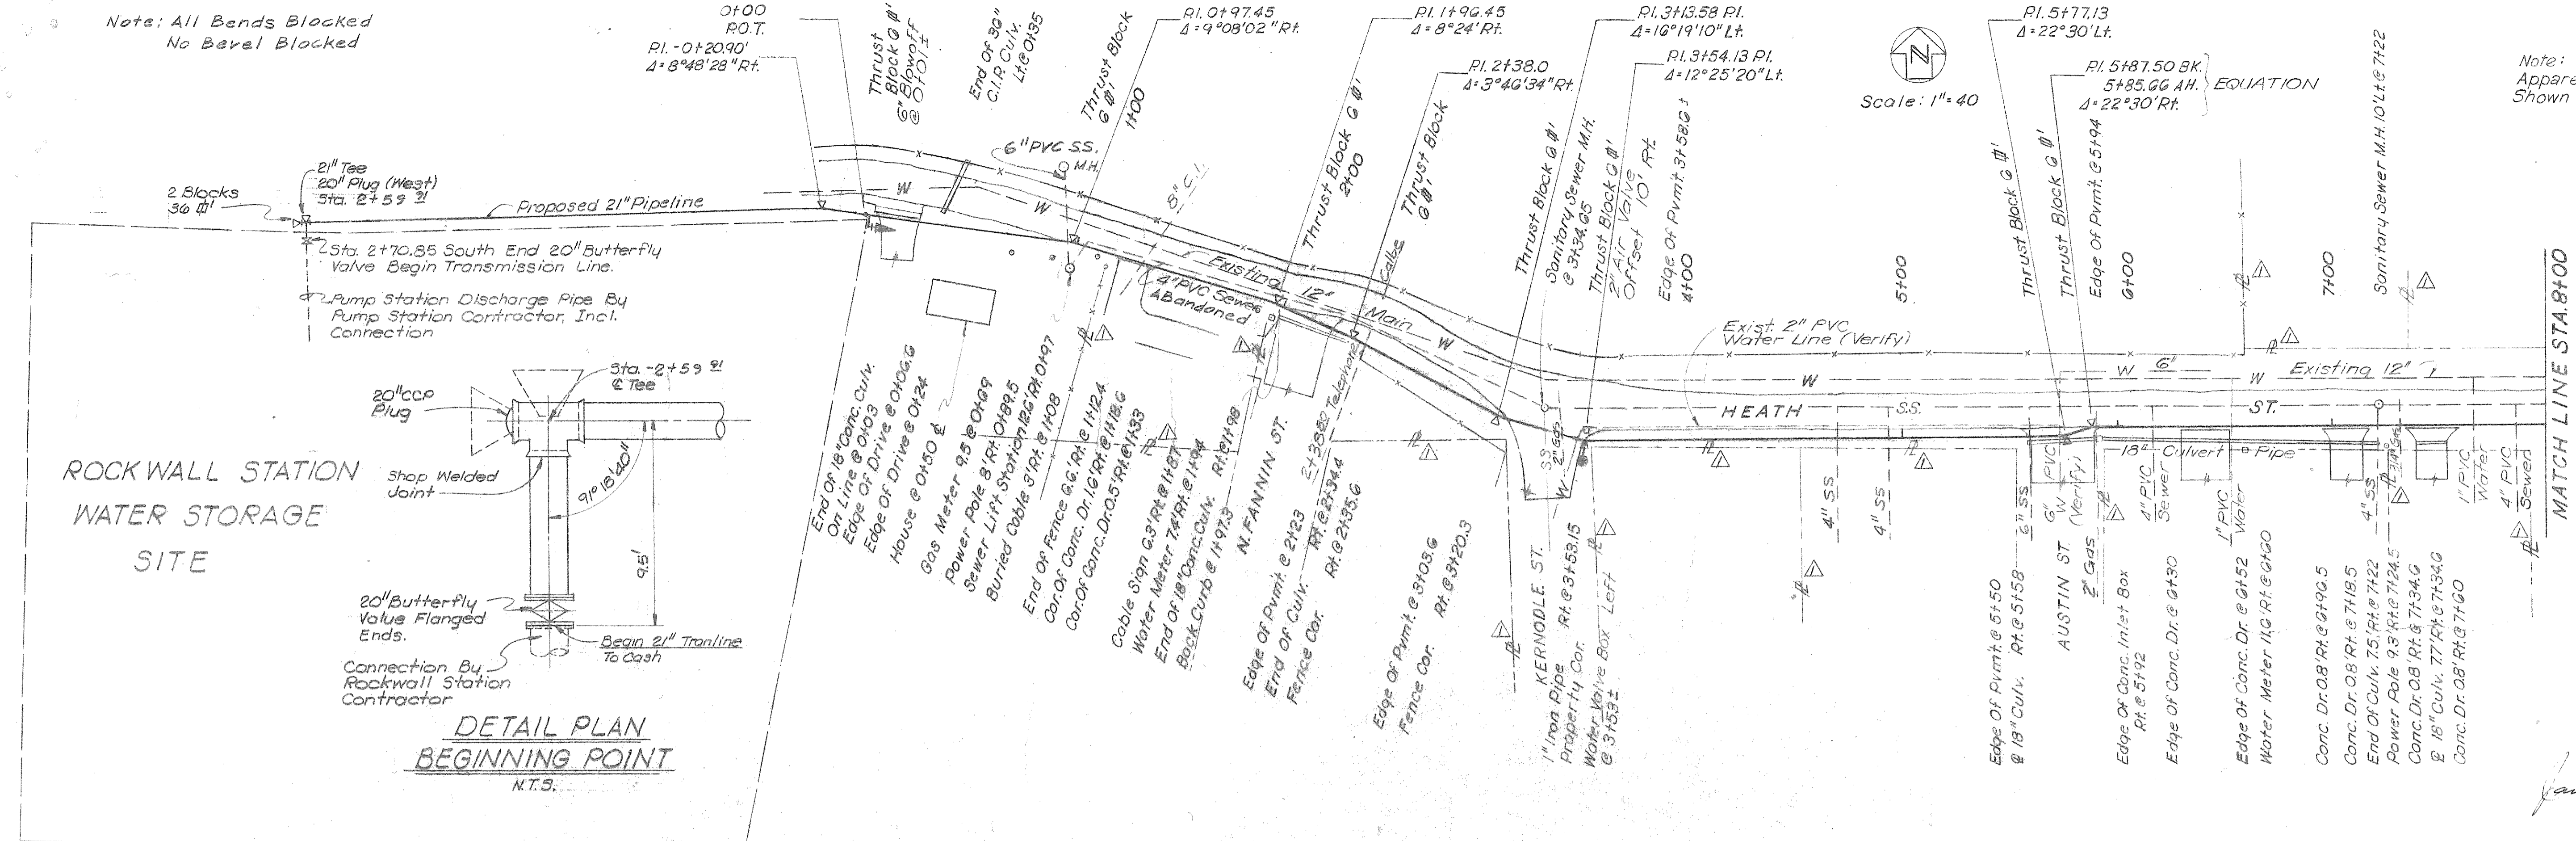 Note: All Bends Blocked
No Bevel Blocked
0+00
P.O.T.
P.I. -0+20.90'
Δ=8°48'28"Rt.
Thrust
Block 6 ⌀'
6" Blowoff
@ 0+01±
End Of 36"
C.I.P. Culv.
Lt.@ 0+35
Thrust Block
6 ⌀'
1+00
P.I. 0+97.45
Δ=9°08'02"Rt.
P.I. 1+96.45
Δ=8°24'Rt.
P.I. 2+38.0
Δ=3°46'34"Rt.
P.I. 3+13.58 P.I.
Δ=16°19'10"Lt.
P.I. 3+54.13 P.I.
Δ=12°25'20"Lt.
N
Scale: 1"=40
P.I. 5+77.13
Δ=22°30'Lt.
P.I. 5+87.50 BK.
5+85.66 AH.
Δ=22°30'Rt.
EQUATION
Note:
Appare
Shown
Thrust Block 6 ⌀'
2+00
Thrust Block
6 ⌀'
Thrust Block 6 ⌀'
Sanitary Sewer M.H.
@ 3+34.65
Thrust Block 6 ⌀'
2" Air Valve
Offset 10' Rt.
Edge Of Pvmt. 3+58.6±
4+00
5+00
Thrust Block 6 ⌀'
Thrust Block 6 ⌀'
Edge Of Pvmt. @ 5+94
6+00
7+00
Sanitary Sewer M.H. 10'Lt.@ 7+22
MATCH LINE STA. 8+00
2 Blocks
36 ⌀'
21" Tee
20" Plug (West)
Sta. 2+59 91
Proposed 21" Pipeline
Sta. 2+70.85 South End 20" Butterfly
Valve Begin Transmission Line.
Pump Station Discharge Pipe By
Pump Station Contractor, Incl.
Connection
W
6" PVC S.S.
M.H.
W
8" C.I.
Existing 12" Main
4" PVC Sewer
ABandoned
Calbe
W
Exist. 2" PVC
Water Line (Verify)
W
W 6"
W Existing 12"
HEATH S.S. ST.
18" Culvert Pipe
ROCKWALL STATION
WATER STORAGE
SITE
Sta. -2+59 91
℄ Tee
20" CCP
Plug
Shop Welded
Joint
91°18'40"
9.5'
20" Butterfly
Value Flanged
Ends.
Begin 21" Tranline
To Cash
Connection By
Rockwall Station
Contractor
DETAIL PLAN
BEGINNING POINT
N.T.S.
End Of 18" Conc. Culv.
On Line @ 0+03
Edge Of Drive @ 0+06.6
Edge Of Drive @ 0+24
House @ 0+50 ℄
Gas Meter 9.5 @ 0+69
Power Pole 8'Rt. 0+89.5
Sewer Lift Station 12.6'Rt. 0+97
Buried Cable 3'Rt. @ 1+08
End Of Fence 6.6'Rt. @ 1+12.4
Cor. Of Conc. Dr. 1.6'Rt.@ 1+18.6
Cor. Of Conc. Dr. 0.5'Rt.@ 1+33
Cable Sign 6.3'Rt.@ 1+87
Water Meter 7.4'Rt. @ 1+94
End Of 18" Conc. Culv. Rt. @ 1+98
Back Curb @ 1+97.3
N. FANNIN ST.
Edge Of Pvmt. @ 2+23
2+38@℄ Telephone
End Of Culv. Rt. @ 2+34.4
Fence Cor. Rt. @ 2+35.6
Edge Of Pvmt. @ 3+03.6
Fence Cor. Rt. @ 3+20.3
SS
2" Gas
W
KERNODLE ST.
1" Iron Pipe Rt.@ 3+53.15
Property Cor.
Water Valve Box Left
@ 3+53±
4" SS
4" SS
6" SS
6" PVC
W (Verify)
AUSTIN ST.
2" Gas
4" PVC
Sewer
1" PVC
Water
4" SS
3/4" Gas
1" PVC
Water
4" PVC
Sewer
Edge Of Pvmt. @ 5+50
℄ 18" Culv. Rt.@ 5+58
Edge Of Conc. Inlet Box
Rt. @ 5+92
Edge Of Conc. Dr. @ 6+30
Edge Of Conc. Dr. @ 6+52
Water Meter 11.6'Rt.@ 6+60
Conc. Dr. 0.8'Rt.@ 6+96.5
Conc. Dr. 0.8'Rt. @ 7+18.5
End Of Culv. 7.5'Rt.@ 7+22
Power Pole 9.3'Rt.@ 7+24.5
Conc. Dr. 0.8'Rt. @ 7+34.6
℄ 18" Culv. 7.7'Rt.@ 7+34.6
Conc. Dr. 0.8'Rt.@ 7+60